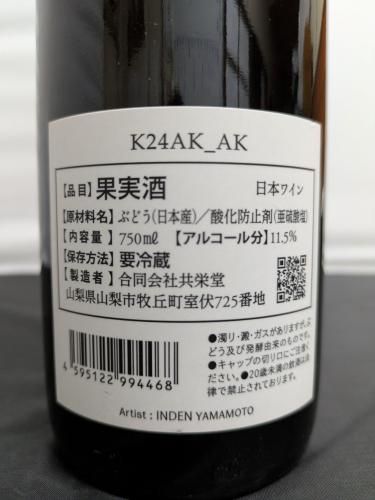 K24AK_AK
【品目】果実酒 日本ワイン
【原材料名】ぶどう(日本産)／酸化防止剤(亜硫酸塩)
【内容量】750㎖ 【アルコール分】11.5%
【保存方法】要冷蔵
【製造者】合同会社共栄堂
山梨県山梨市牧丘町室伏725番地
4 595122 994468
●濁り・澱・ガスがありますが、ぶ
どう及び発酵由来のものです。
●キャップの切り口にご注意く
ださい。●20歳未満の飲酒は法
律で禁止されております。
Artist : INDEN YAMAMOTO